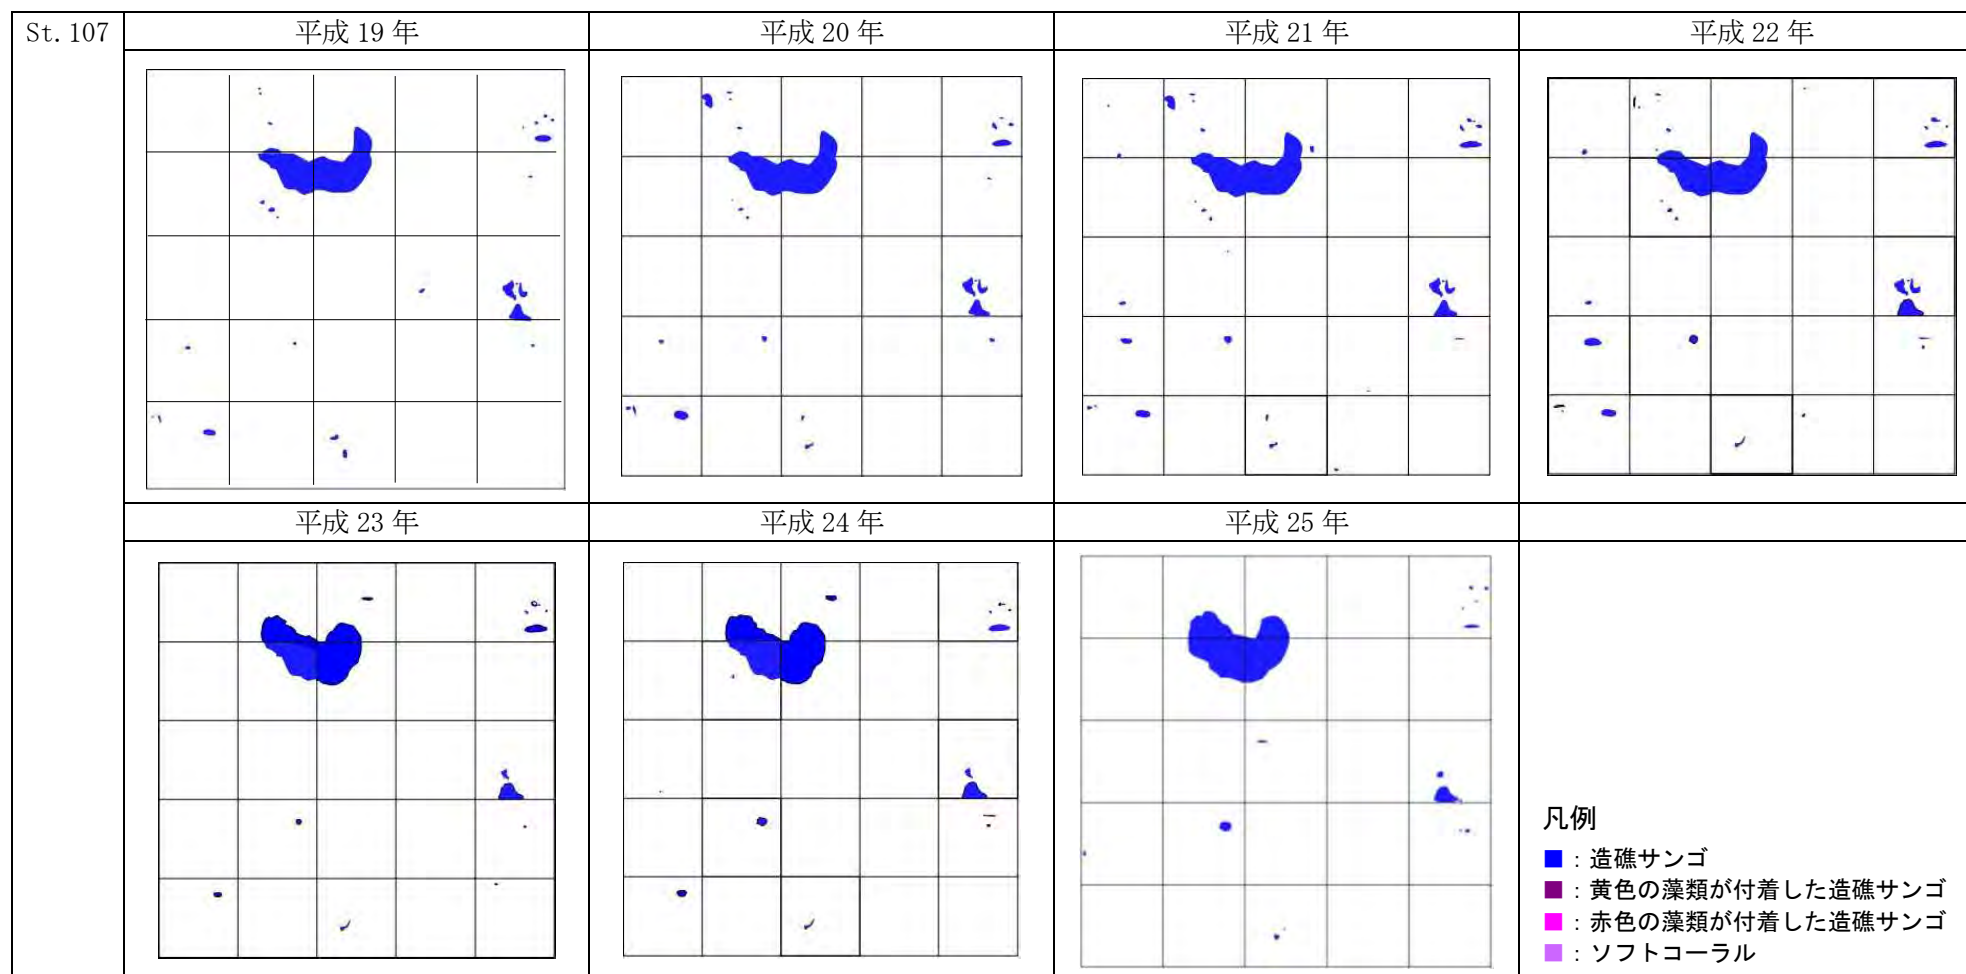 St.107
平成 19 年
平成 20 年
平成 21 年
平成 22 年
平成 23 年
平成 24 年
平成 25 年
凡例
■：造礁サンゴ
■：黄色の藻類が付着した造礁サンゴ
■：赤色の藻類が付着した造礁サンゴ
■：ソフトコーラル